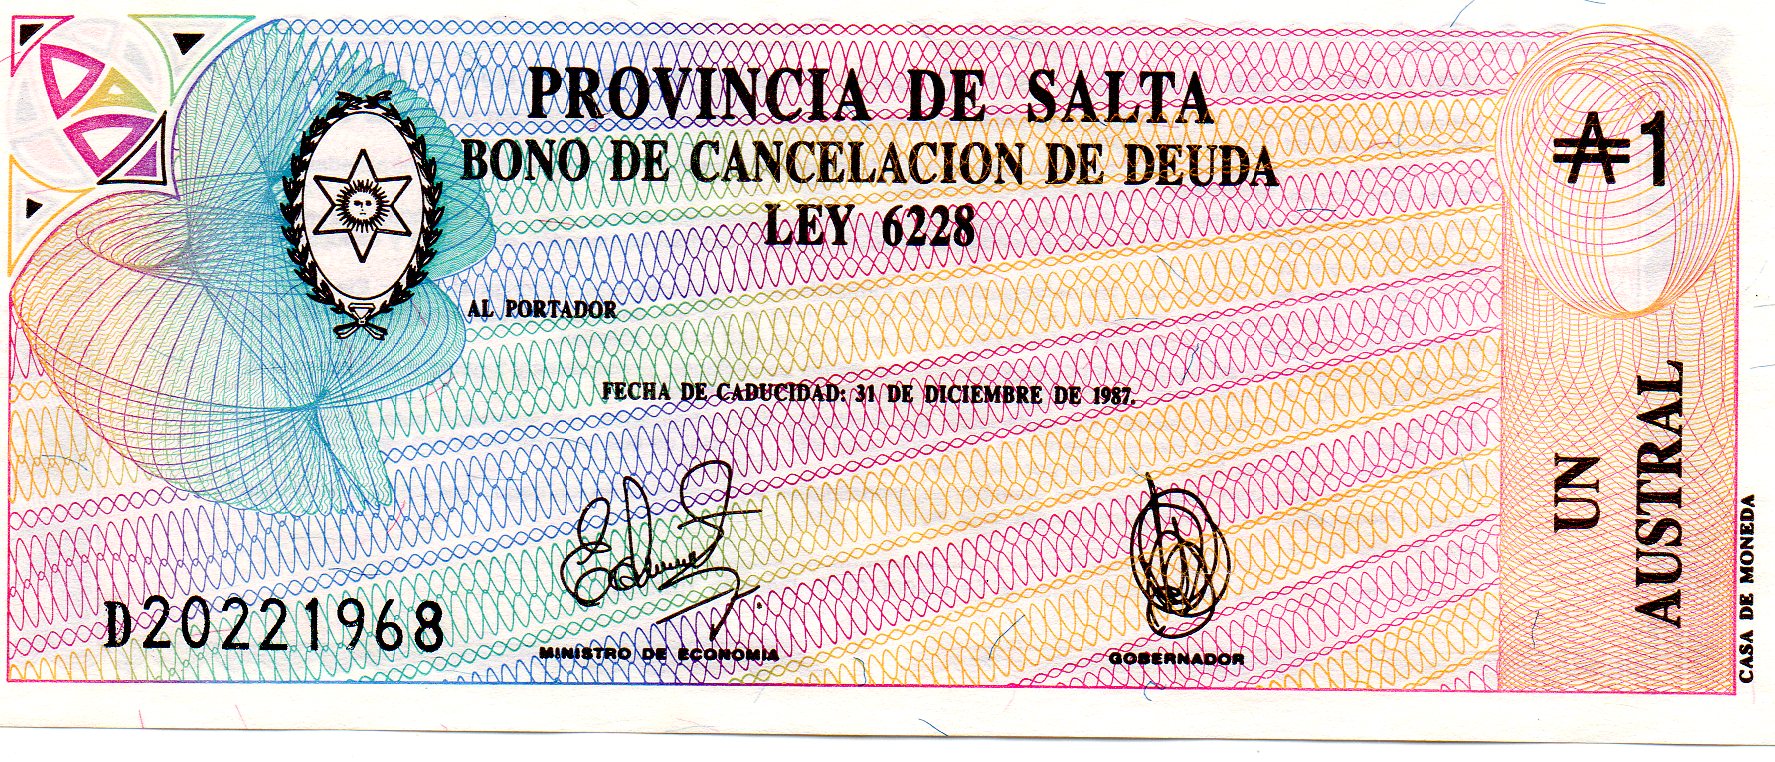 PROVINCIA DE SALTA
BONO DE CANCELACION DE DEUDA
LEY 6228
₳1
AL PORTADOR
FECHA DE CADUCIDAD: 31 DE DICIEMBRE DE 1987.
UN
AUSTRAL
D20221968
MINISTRO DE ECONOMIA
GOBERNADOR
CASA DE MONEDA